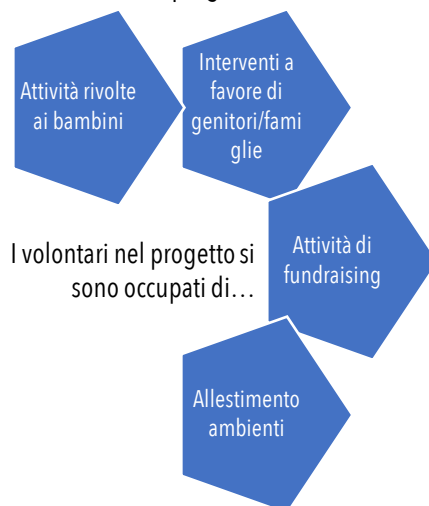 Attività rivolte
ai bambini
Interventi a
favore di
genitori/fami
glie
I volontari nel progetto si
sono occupati di…
Attività di
fundraising
Allestimento
ambienti